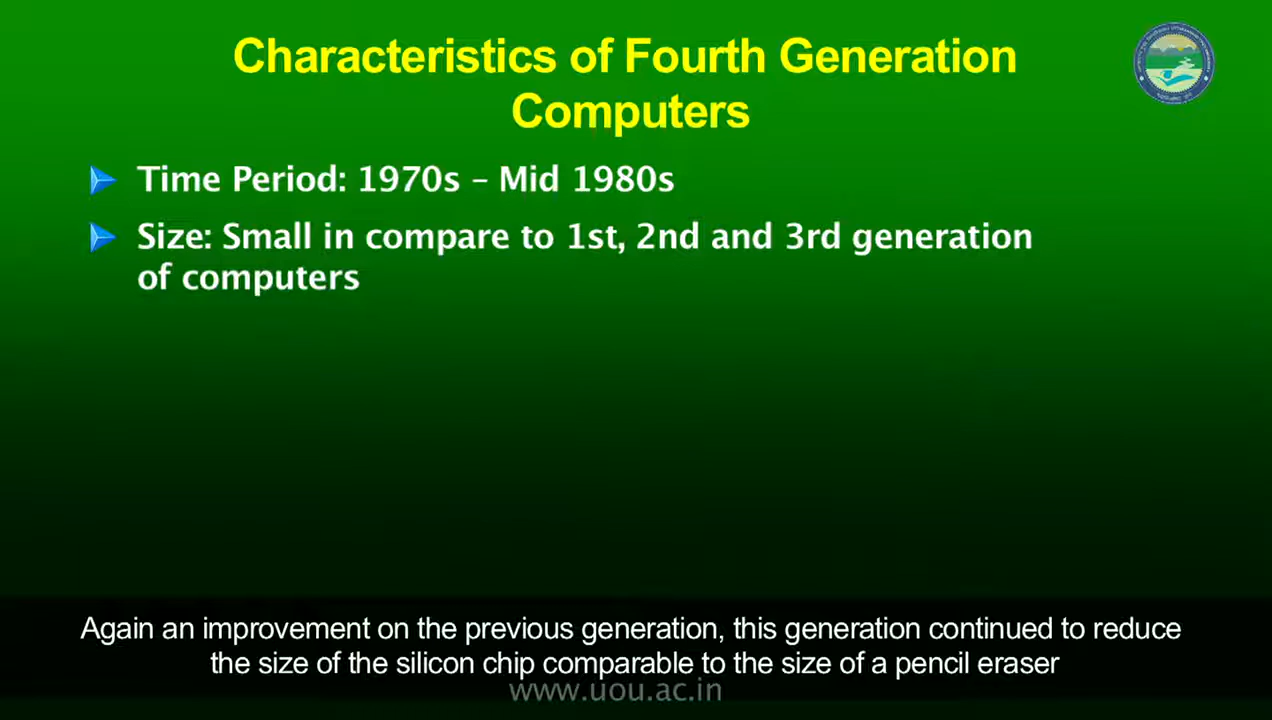 Characteristics of Fourth Generation
Computers
Time Period: 1970s – Mid 1980s
Size: Small in compare to 1st, 2nd and 3rd generation
of computers
Again an improvement on the previous generation, this generation continued to reduce
the size of the silicon chip comparable to the size of a pencil eraser
www.uou.ac.in